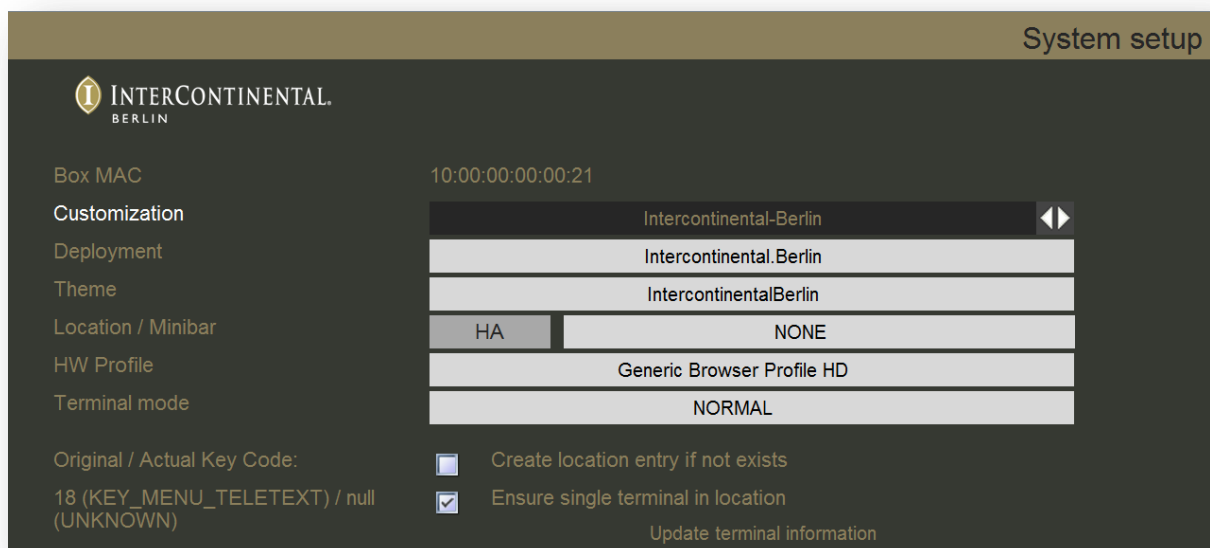 System setup
I INTERCONTINENTAL®
BERLIN
Box MAC 10:00:00:00:00:21
Customization Intercontinental-Berlin
Deployment Intercontinental.Berlin
Theme IntercontinentalBerlin
Location / Minibar HA NONE
HW Profile Generic Browser Profile HD
Terminal mode NORMAL
Original / Actual Key Code: Create location entry if not exists
18 (KEY_MENU_TELETEXT) / null Ensure single terminal in location
(UNKNOWN)
Update terminal information